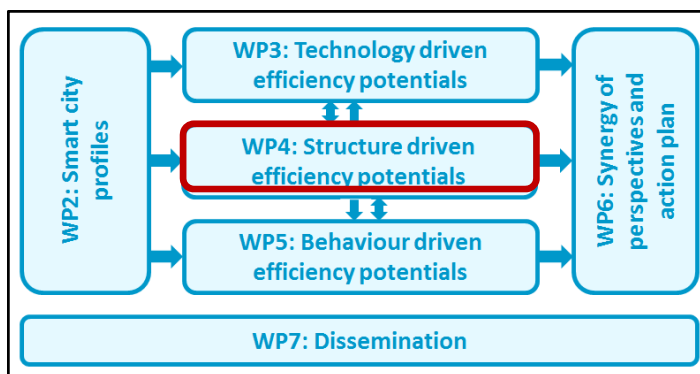 WP2: Smart city
profiles
WP3: Technology driven
efficiency potentials
WP4: Structure driven
efficiency potentials
WP5: Behaviour driven
efficiency potentials
WP6: Synergy of
perspectives and
action plan
WP7: Dissemination